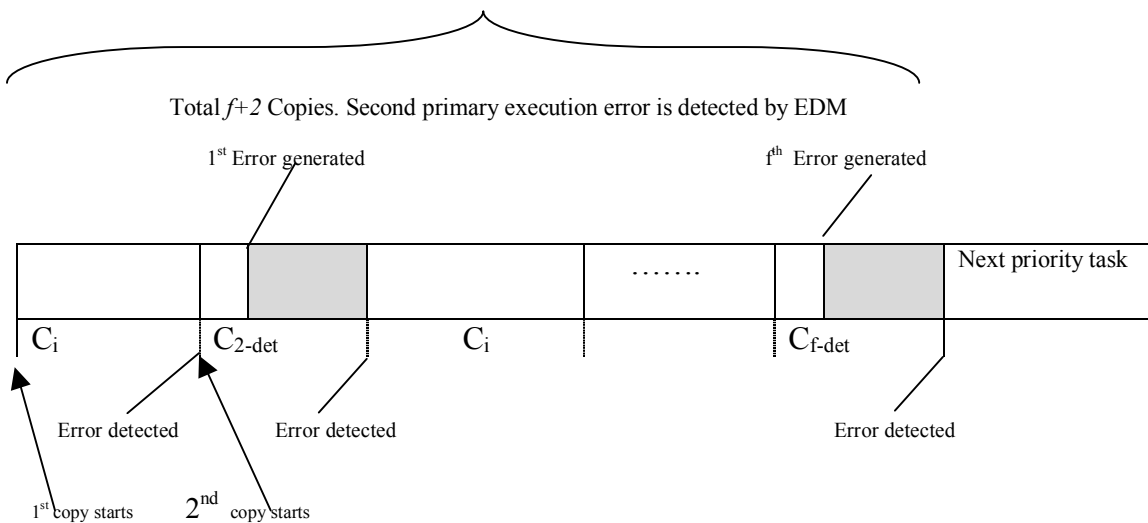 Total f+2 Copies. Second primary execution error is detected by EDM
1st Error generated
fth Error generated
.......
Next priority task
Ci
C2-det
Ci
Cf-det
Error detected
Error detected
Error detected
1st copy starts
2nd copy starts